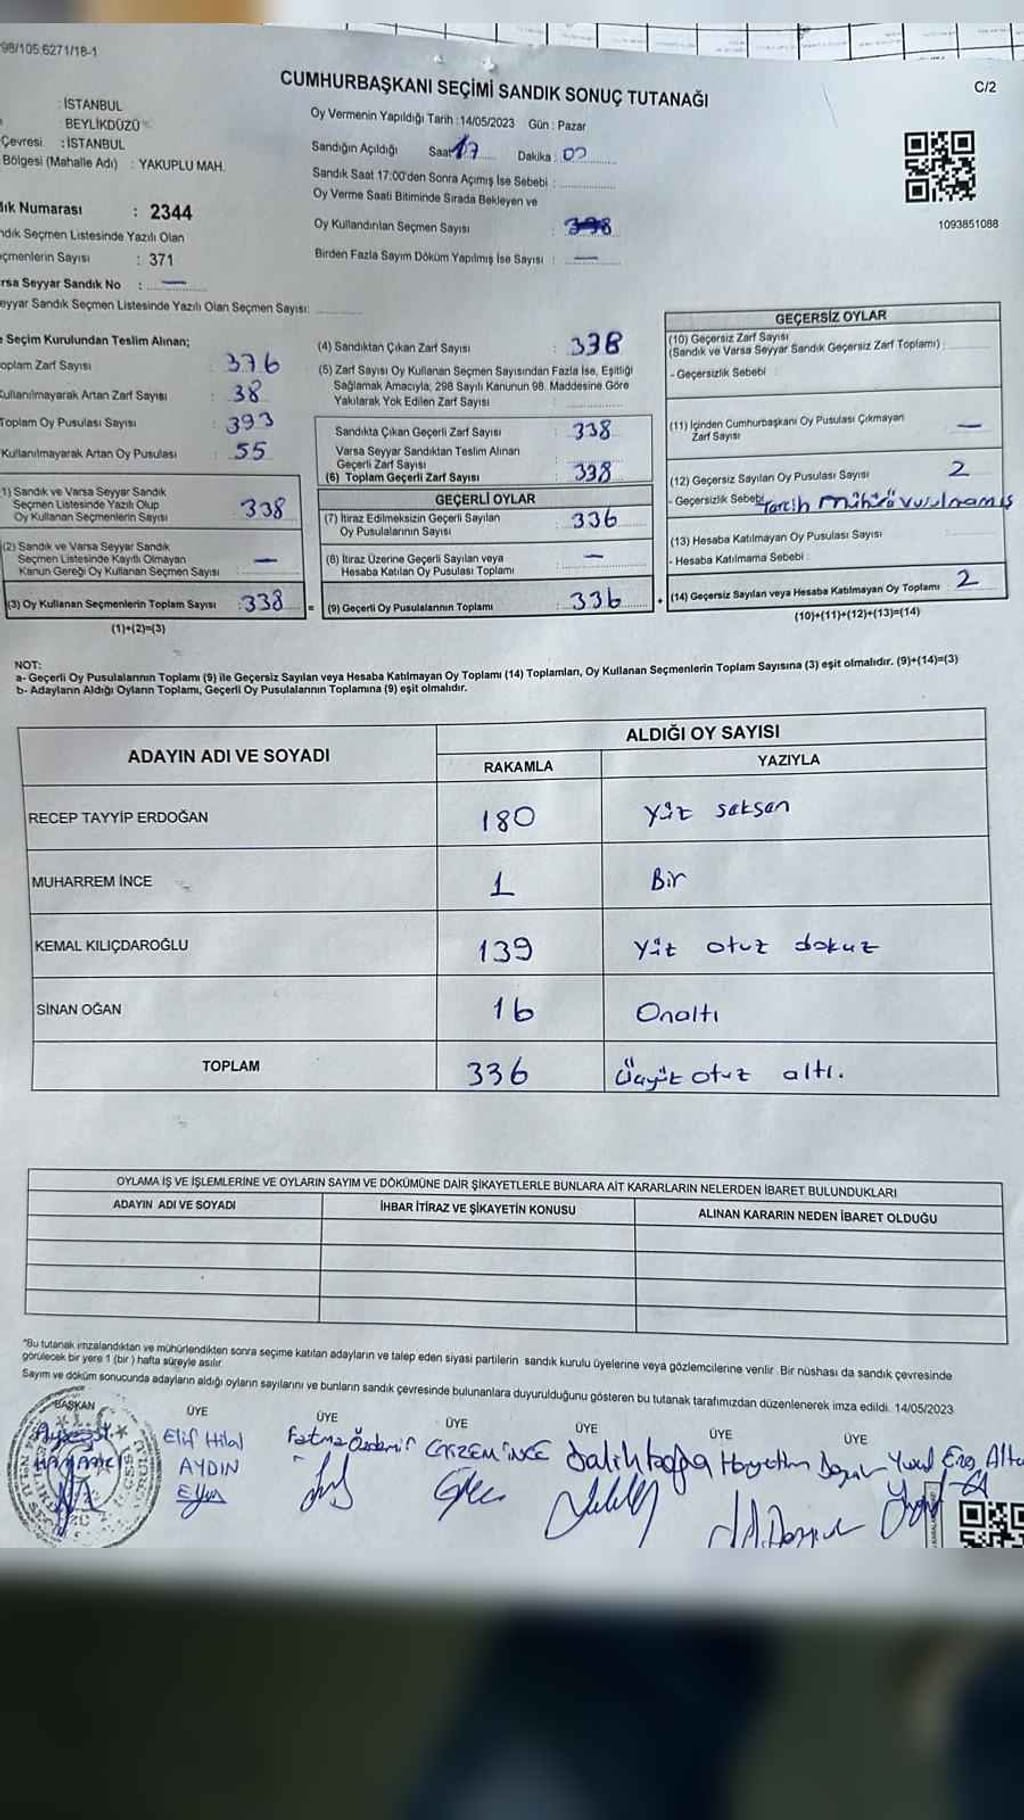 98/105.6271/18-1
C/2
CUMHURBAŞKANI SEÇİMİ SANDIK SONUÇ TUTANAĞI
: İSTANBUL
BEYLİKDÜZÜ
Çevresi : İSTANBUL
Bölgesi (Mahalle Adı) : YAKUPLU MAH.
Oy Vermenin Yapıldığı Tarih :14/05/2023 Gün : Pazar
Sandığın Açıldığı Saat 17 Dakika : 00
Sandık Saat 17:00'den Sonra Açımış İse Sebebi :
Oy Verme Saati Bitiminde Sırada Bekleyen ve
Oy Kullandırılan Seçmen Sayısı :
Birden Fazla Sayım Döküm Yapılmış İse Sayısı : —
1093851088
ık Numarası : 2344
ndık Seçmen Listesinde Yazılı Olan
çmenlerin Sayısı : 371
rsa Seyyar Sandık No : —
eyyar Sandık Seçmen Listesinde Yazılı Olan Seçmen Sayısı:
Seçim Kurulundan Teslim Alınan;
oplam Zarf Sayısı : 376
Kullanılmayarak Artan Zarf Sayısı : 38
Toplam Oy Pusulası Sayısı : 393
Kullanılmayarak Artan Oy Pusulası : 55
1) Sandık ve Varsa Seyyar Sandık
Seçmen Listesinde Yazılı Olup
Oy Kullanan Seçmenlerin Sayısı : 338
(2) Sandık ve Varsa Seyyar Sandık
Seçmen Listesinde Kayıtlı Olmayan
Kanun Gereği Oy Kullanan Seçmen Sayısı —
(3) Oy Kullanan Seçmenlerin Toplam Sayısı : 338 =
(1)+(2)=(3)
(4) Sandıktan Çıkan Zarf Sayısı : 338
(5) Zarf Sayısı Oy Kullanan Seçmen Sayısından Fazla İse, Eşitliği
Sağlamak Amacıyla, 298 Sayılı Kanunun 98. Maddesine Göre
Yakılarak Yok Edilen Zarf Sayısı
Sandıkta Çıkan Geçerli Zarf Sayısı : 338
Varsa Seyyar Sandıktan Teslim Alınan
Geçerli Zarf Sayısı
(6) Toplam Geçerli Zarf Sayısı : 338
GEÇERLİ OYLAR
(7) İtiraz Edilmeksizin Geçerli Sayılan
Oy Pusulalarının Sayısı : 336
(8) İtiraz Üzerine Geçerli Sayılan veya
Hesaba Katılan Oy Pusulası Toplamı : —
(9) Geçerli Oy Pusulalarının Toplamı : 336 +
GEÇERSİZ OYLAR
(10) Geçersiz Zarf Sayısı
(Sandık ve Varsa Seyyar Sandık Geçersiz Zarf Toplamı) :
- Geçersizlik Sebebi :
(11) İçinden Cumhurbaşkanı Oy Pusulası Çıkmayan
Zarf Sayısı —
(12) Geçersiz Sayılan Oy Pusulası Sayısı 2
- Geçersizlik Sebebi Tercih mührü vurulmamış
(13) Hesaba Katılmayan Oy Pusulası Sayısı
- Hesaba Katılmama Sebebi :
(14) Geçersiz Sayılan veya Hesaba Katılmayan Oy Toplamı 2
(10)+(11)+(12)+(13)=(14)
NOT:
a- Geçerli Oy Pusulalarının Toplamı (9) ile Geçersiz Sayılan veya Hesaba Katılmayan Oy Toplamı (14) Toplamları, Oy Kullanan Seçmenlerin Toplam Sayısına (3) eşit olmalıdır. (9)+(14)=(3)
b- Adayların Aldığı Oyların Toplamı, Geçerli Oy Pusulalarının Toplamına (9) eşit olmalıdır.
ADAYIN ADI VE SOYADI
ALDIĞI OY SAYISI
RAKAMLA YAZIYLA
RECEP TAYYİP ERDOĞAN 180 Yüz seksen
MUHARREM İNCE 1 Bir
KEMAL KILIÇDAROĞLU 139 Yüz otuz dokuz
SİNAN OĞAN 16 Onaltı
TOPLAM 336 Üçyüz otuz altı.
OYLAMA İŞ VE İŞLEMLERİNE VE OYLARIN SAYIM VE DÖKÜMÜNE DAİR ŞİKAYETLERLE BUNLARA AİT KARARLARIN NELERDEN İBARET BULUNDUKLARI
ADAYIN ADI VE SOYADI İHBAR İTİRAZ VE ŞİKAYETİN KONUSU ALINAN KARARIN NEDEN İBARET OLDUĞU
*Bu tutanak imzalandıktan ve mühürlendikten sonra seçime katılan adayların ve talep eden siyasi partilerin sandık kurulu üyelerine veya gözlemcilerine verilir. Bir nüshası da sandık çevresinde
görülecek bir yere 1 (bir) hafta süreyle asılır.
Sayım ve döküm sonucunda adayların aldığı oyların sayılarını ve bunların sandık çevresinde bulunanlara duyurulduğunu gösteren bu tutanak tarafımızdan düzenlenerek imza edildi. 14/05/2023
BAŞKAN ÜYE ÜYE ÜYE ÜYE ÜYE ÜYE
Elif Hilal AYDIN
Fatma Özdemir
GİZEM İNCE